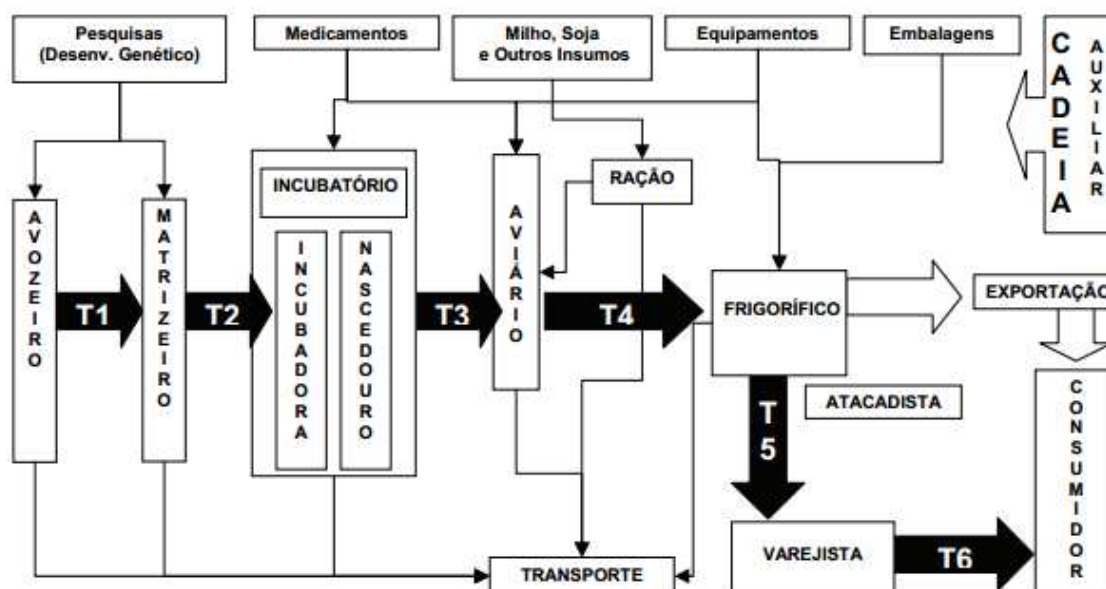 Pesquisas
(Desenv. Genético)
Medicamentos
Milho, Soja
e Outros Insumos
Equipamentos
Embalagens
CADEIA
AUXILIAR
INCUBATÓRIO
RAÇÃO
AVOZEIRO
MATRIZEIRO
INCUBADORA
NASCEDOURO
AVIÁRIO
T1
T2
T3
T4
FRIGORÍFICO
EXPORTAÇÃO
T5
ATACADISTA
CONSUMIDOR
VAREJISTA
T6
TRANSPORTE